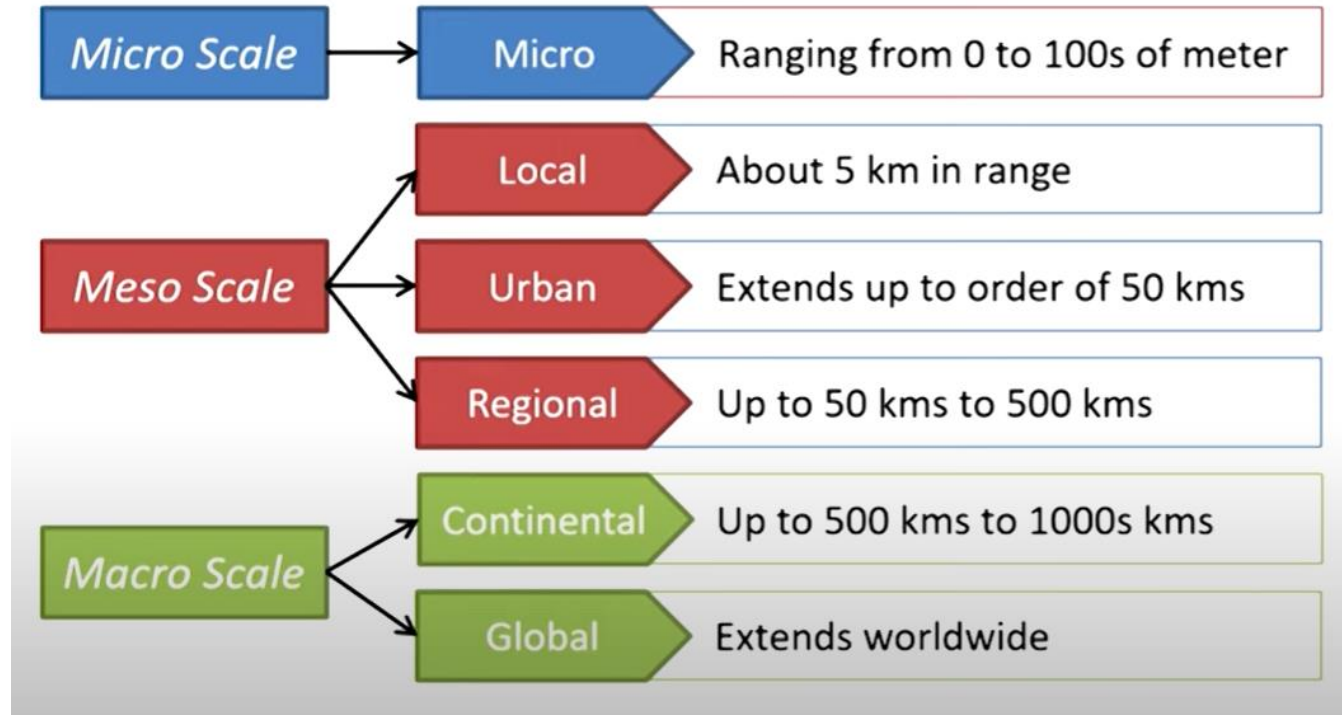 Micro Scale
Micro
Ranging from 0 to 100s of meter
Meso Scale
Local
About 5 km in range
Urban
Extends up to order of 50 kms
Regional
Up to 50 kms to 500 kms
Macro Scale
Continental
Up to 500 kms to 1000s kms
Global
Extends worldwide